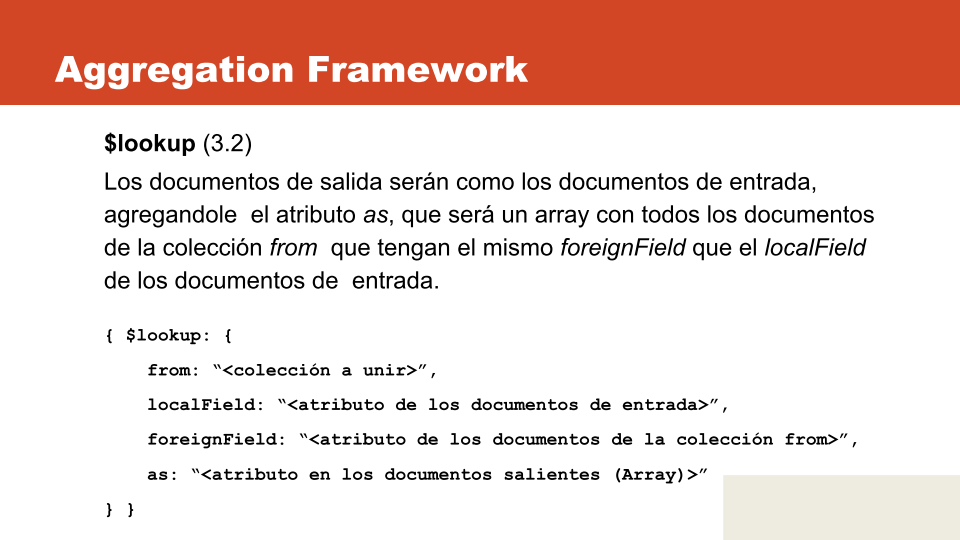 Aggregation Framework
$lookup (3.2)
Los documentos de salida serán como los documentos de entrada,
agregandole  el atributo as, que será un array con todos los documentos
de la colección from  que tengan el mismo foreignField que el localField
de los documentos de  entrada.
{ $lookup: {
    from: “<colección a unir>”,
    localField: “<atributo de los documentos de entrada>”,
    foreignField: “<atributo de los documentos de la colección from>”,
    as: “<atributo en los documentos salientes (Array)>”
} }